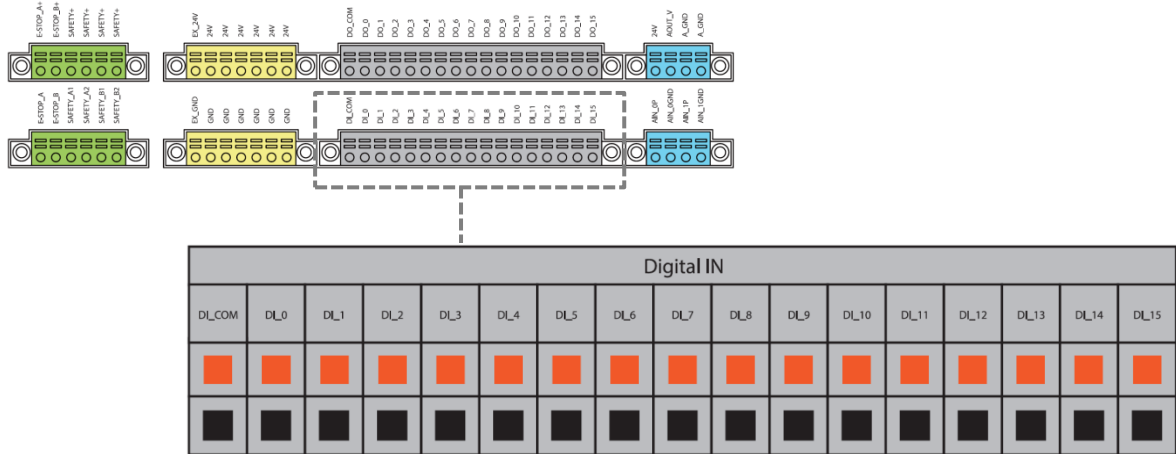 E-STOP_A+ E-STOP_B+ SAFETY+ SAFETY+ SAFETY+ SAFETY+
EX_24V 24V 24V 24V 24V 24V 24V
DO_COM DO_0 DO_1 DO_2 DO_3 DO_4 DO_5 DO_6 DO_7 DO_8 DO_9 DO_10 DO_11 DO_12 DO_13 DO_14 DO_15
24V AOUT_V A_GND A_GND
E-STOP_A E-STOP_B SAFETY_A1 SAFETY_A2 SAFETY_B1 SAFETY_B2
EX_GND GND GND GND GND GND GND
DI_COM DI_0 DI_1 DI_2 DI_3 DI_4 DI_5 DI_6 DI_7 DI_8 DI_9 DI_10 DI_11 DI_12 DI_13 DI_14 DI_15
AIN_0P AIN_0GND AIN_1P AIN_1GND
Digital IN
DI_COM DI_0 DI_1 DI_2 DI_3 DI_4 DI_5 DI_6 DI_7 DI_8 DI_9 DI_10 DI_11 DI_12 DI_13 DI_14 DI_15